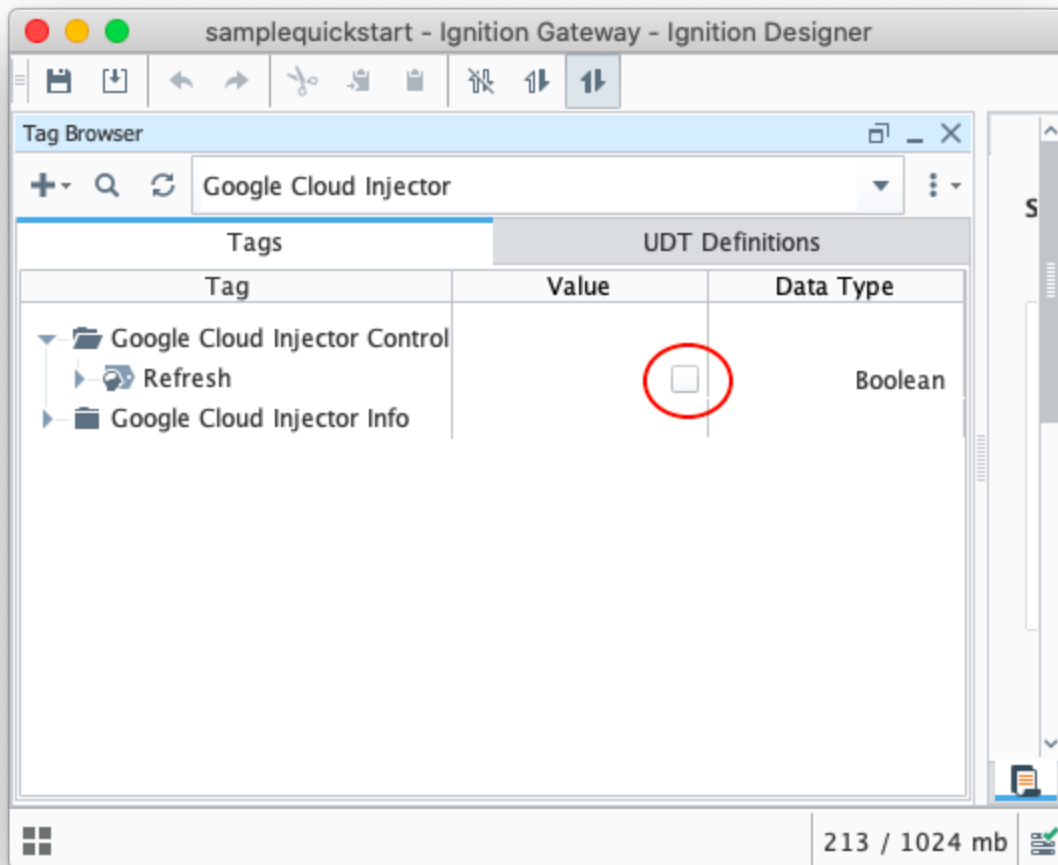 samplequickstart - Ignition Gateway - Ignition Designer
Tag Browser
Google Cloud Injector
Tags UDT Definitions
Tag Value Data Type
Google Cloud Injector Control
Refresh Boolean
Google Cloud Injector Info
S
213 / 1024 mb